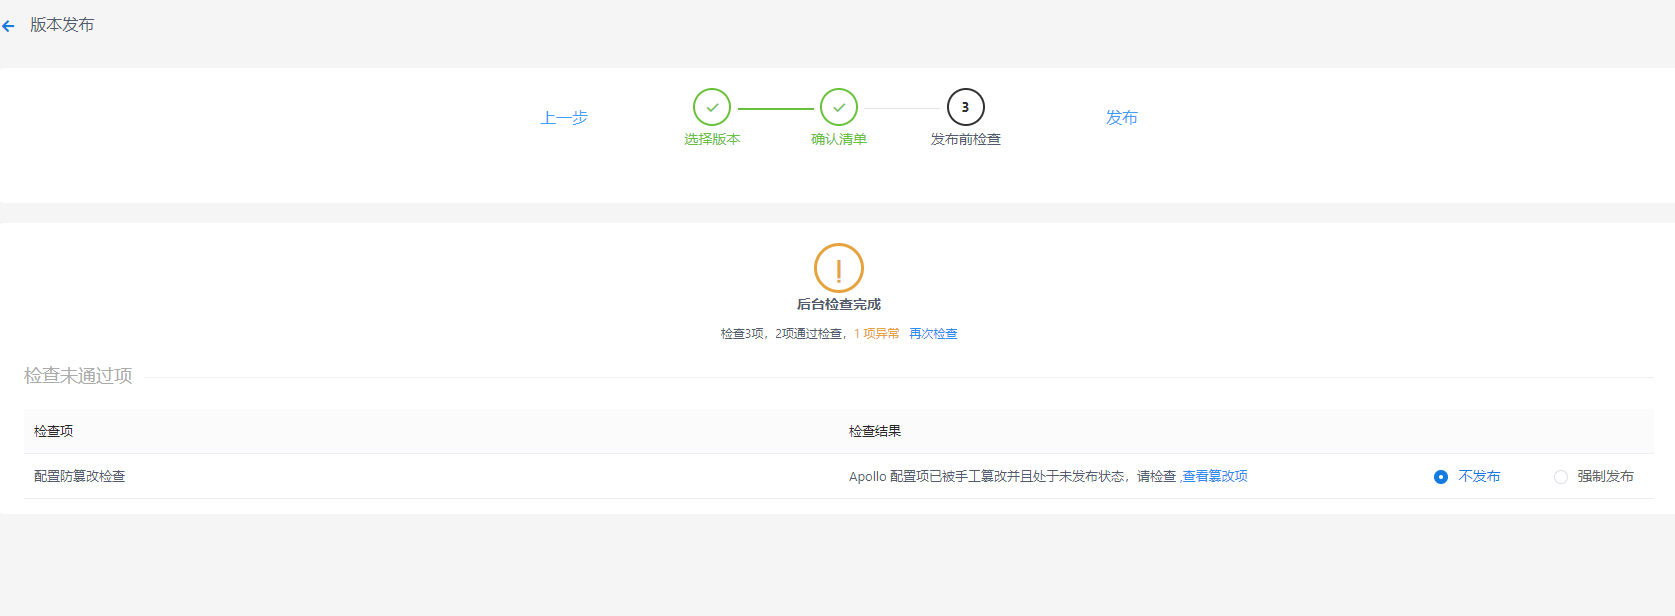 版本发布
上一步
3
发布
选择版本
确认清单
发布前检查
后台检查完成
检查3项，2项通过检查，1 项异常 再次检查
检查未通过项
检查项 检查结果
配置防篡改检查 Apollo 配置项已被手工篡改并且处于未发布状态，请检查 ,查看篡改项 不发布 强制发布